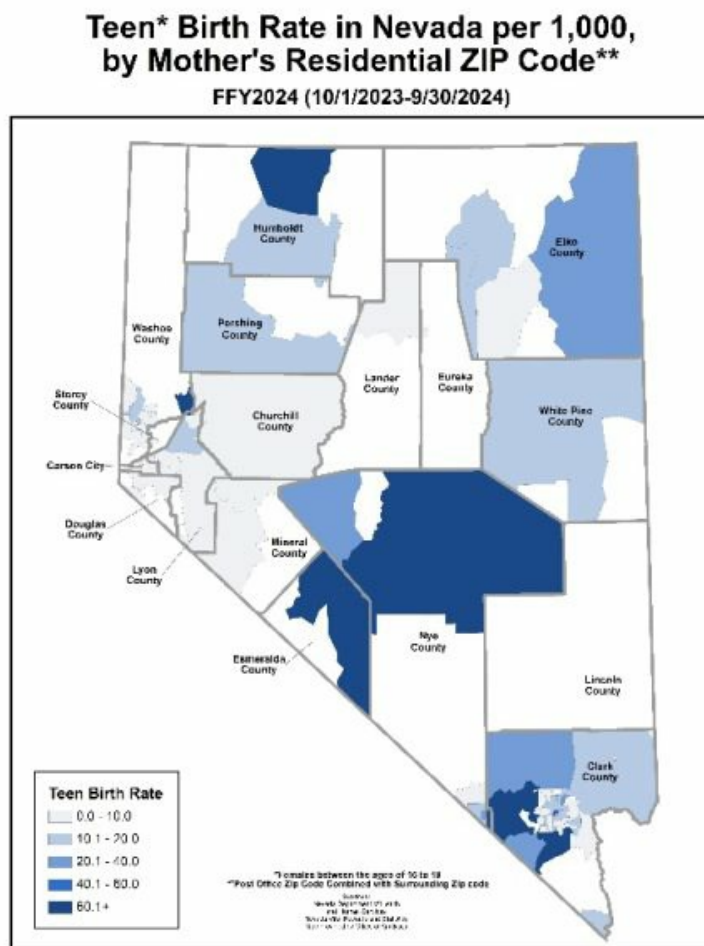 Teen* Birth Rate in Nevada per 1,000,
by Mother's Residential ZIP Code**
FFY2024 (10/1/2023-9/30/2024)
Humboldt
County
Elko
County
Washoe
County
Pershing
County
Lander
County
Eureka
County
Storey
County
Churchill
County
White Pine
County
Carson City
Douglas
County
Mineral
County
Lyon
County
Nye
County
Esmeralda
County
Lincoln
County
Clark
County
Teen Birth Rate
0.0 - 10.0
10.1 - 20.0
20.1 - 40.0
40.1 - 60.0
60.1+
*Females between the ages of to 19
**Post Office Zip Code Combined with Surrounding Zip code